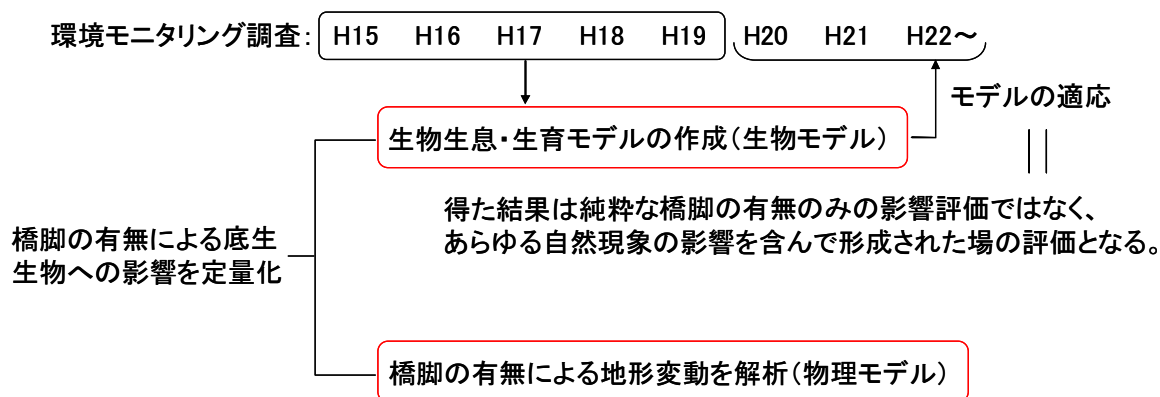 環境モニタリング調査: H15 H16 H17 H18 H19 H20 H21 H22～
モデルの適応
生物生息・生育モデルの作成(生物モデル)
得た結果は純粋な橋脚の有無のみの影響評価ではなく、
あらゆる自然現象の影響を含んで形成された場の評価となる。
橋脚の有無による底生
生物への影響を定量化
橋脚の有無による地形変動を解析(物理モデル)